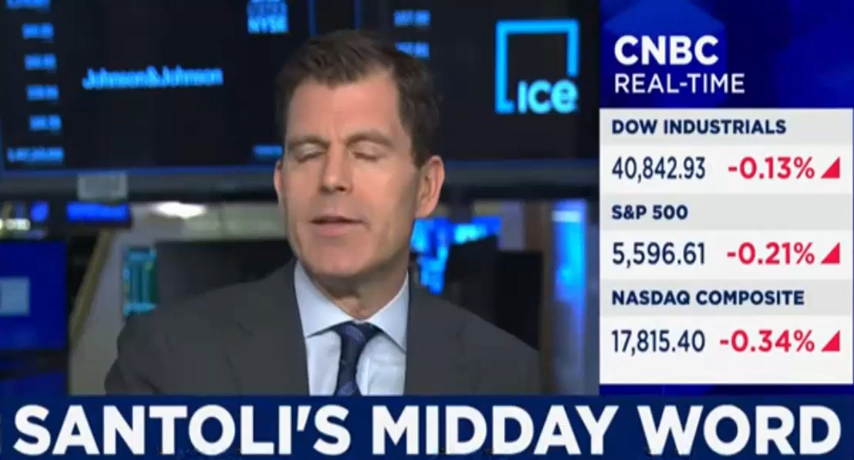 NYSE
Johnson&Johnson
ICE
CNBC
REAL-TIME
DOW INDUSTRIALS
40,842.93 -0.13%
S&P 500
5,596.61 -0.21%
NASDAQ COMPOSITE
17,815.40 -0.34%
SANTOLI'S MIDDAY WORD